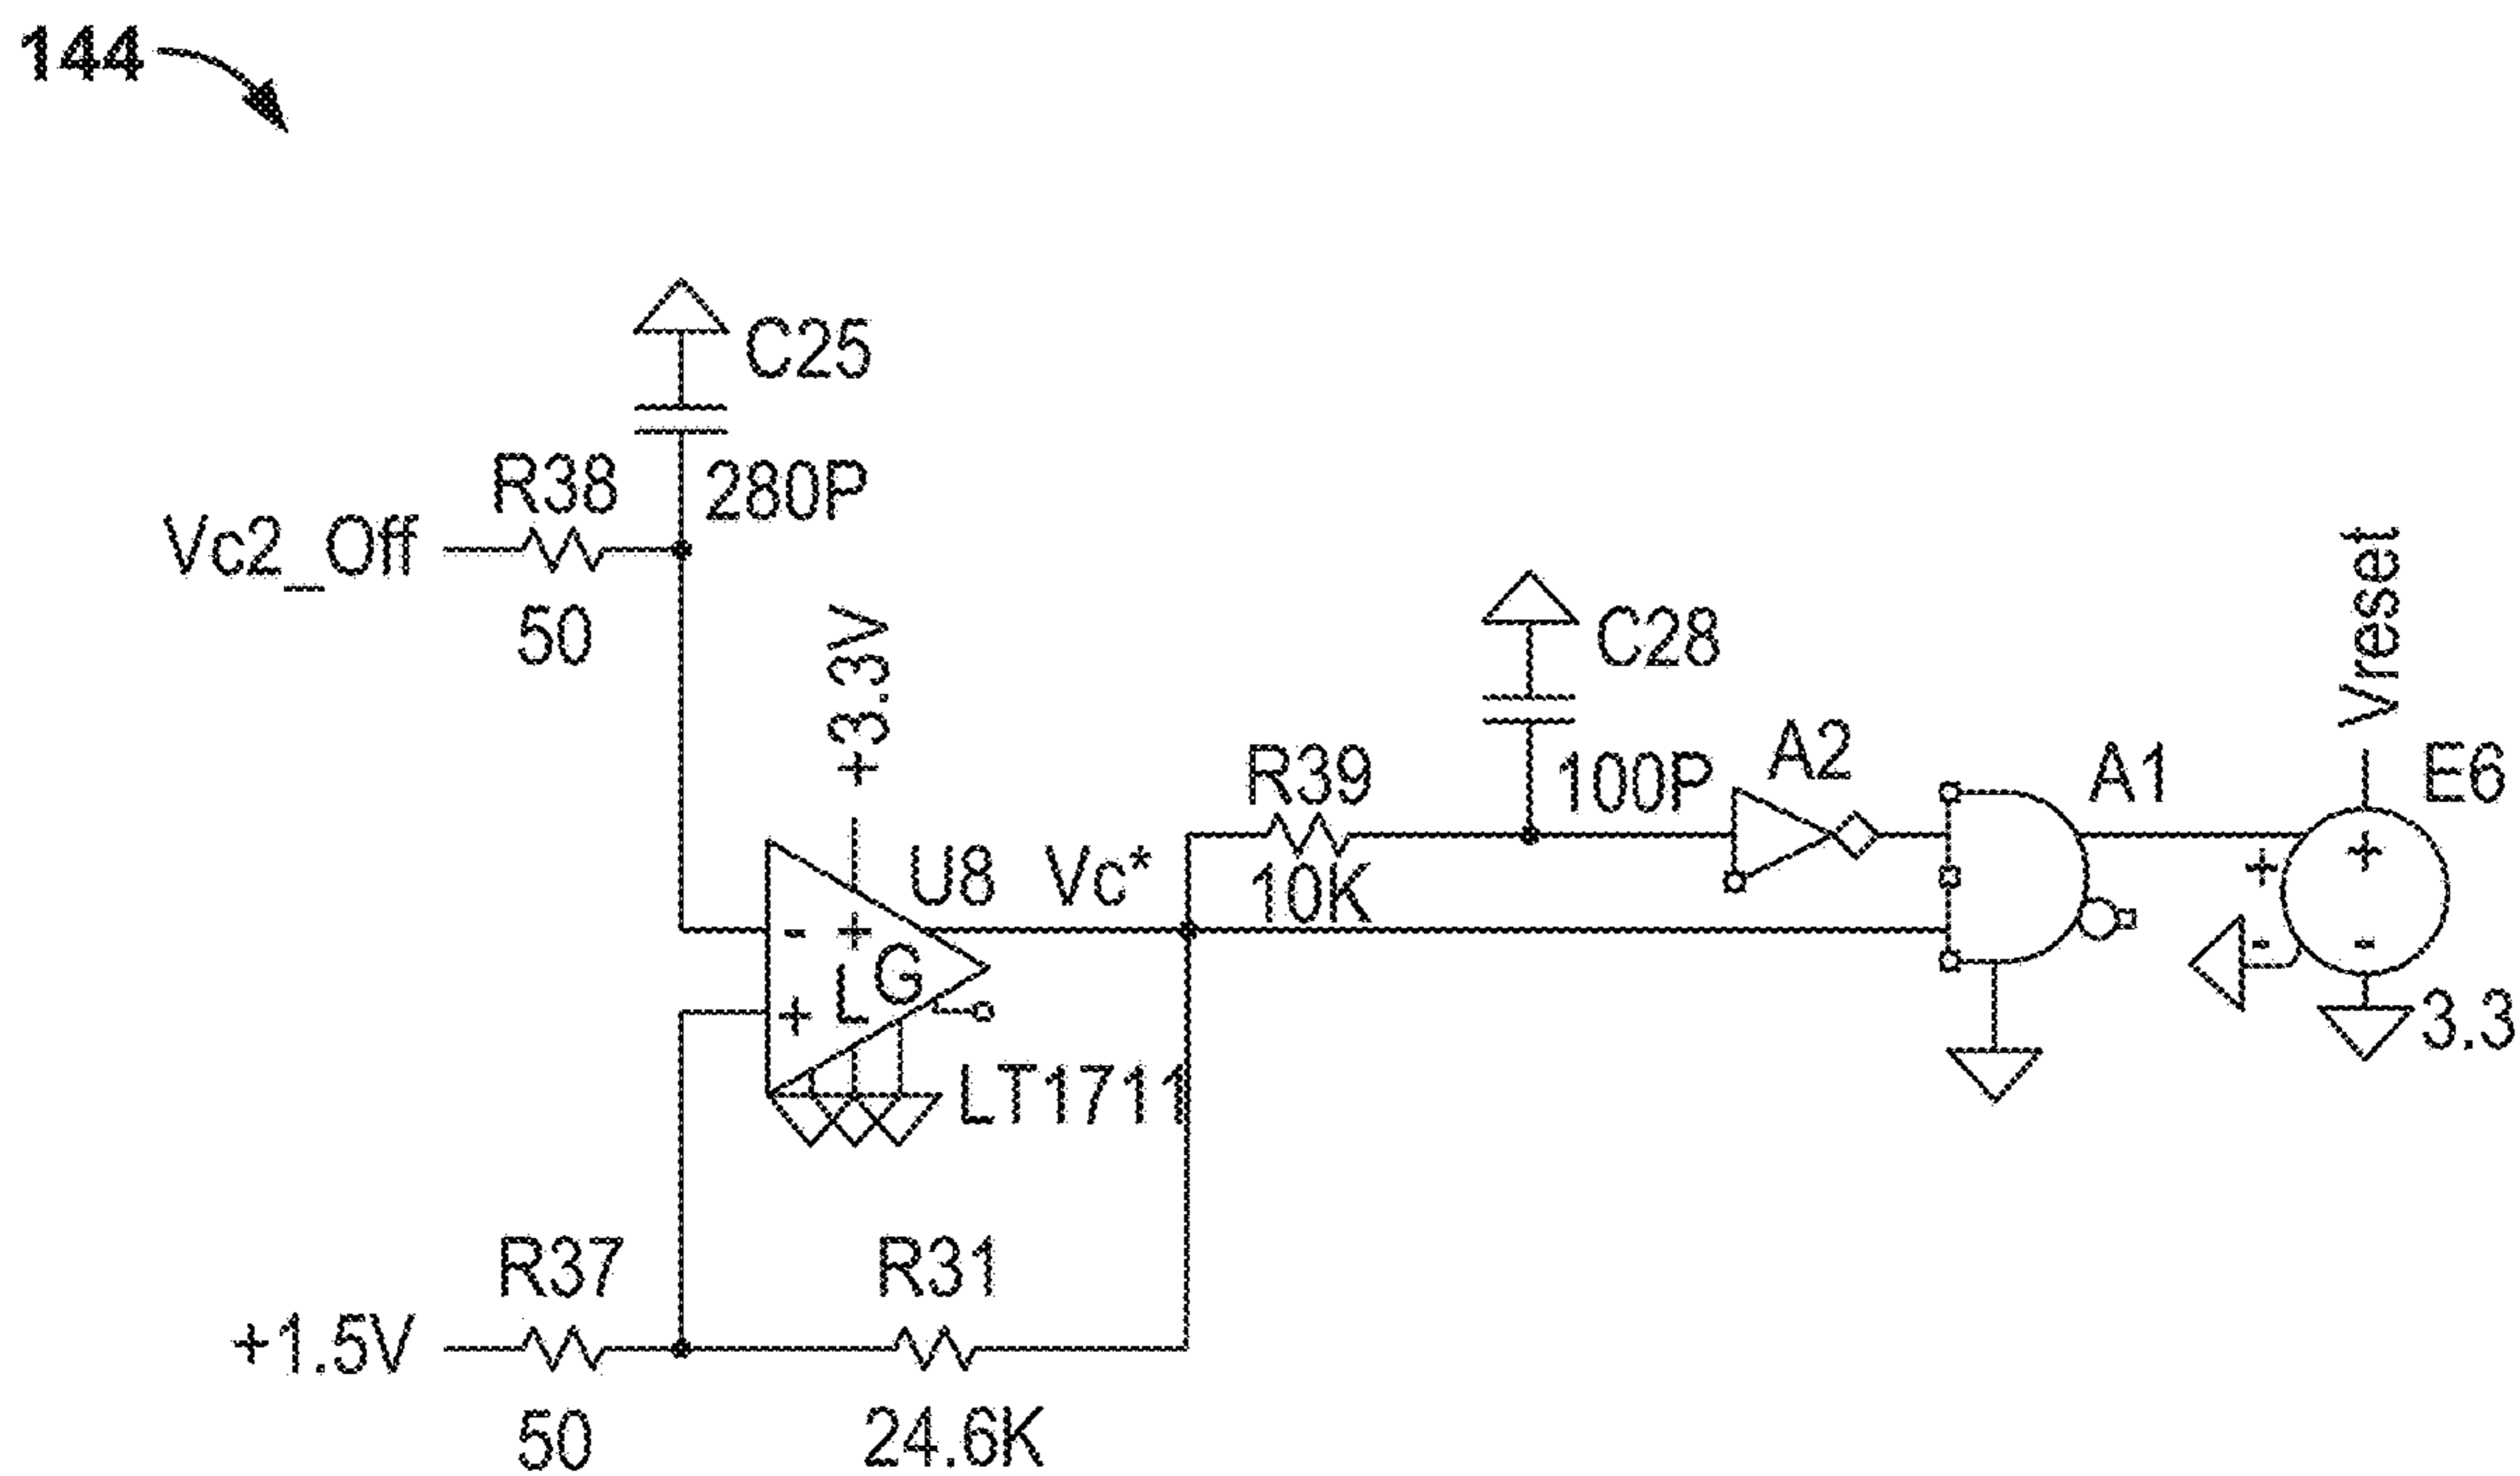 144
C25
280P
R38
Vc2_Off
50
+3.3V
C28
100P
Vreset
R39
10K
A2
A1
E6
U8
Vc*
- +
L G
+
+ +
- -
3.3
LT1711
R37
R31
+1.5V
50
24.6K